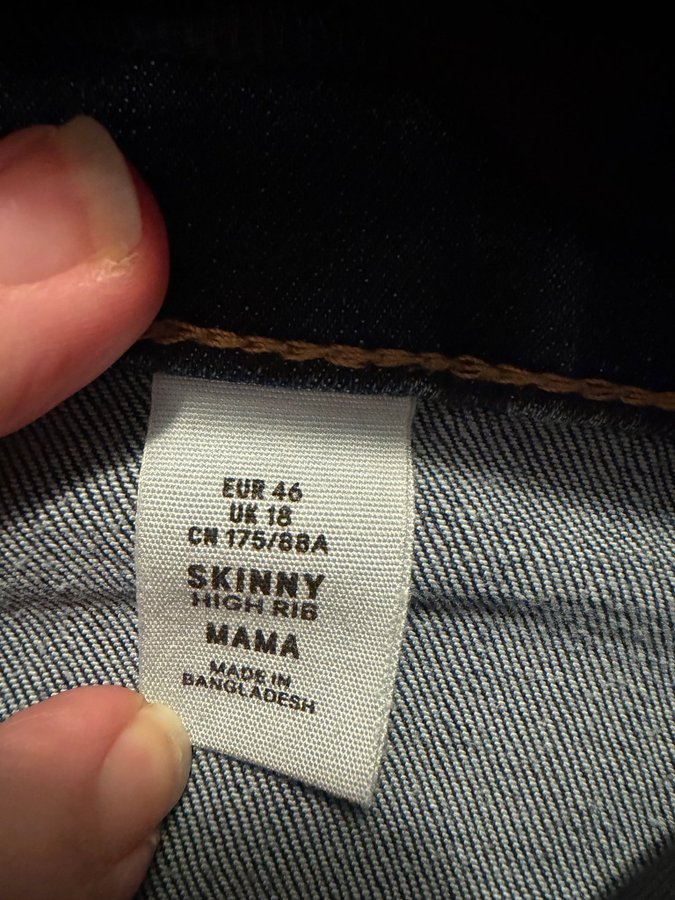 EUR 46
UK 18
CN 175/88A
SKINNY
HIGH RIB
MAMA
MADE IN
BANGLADESH